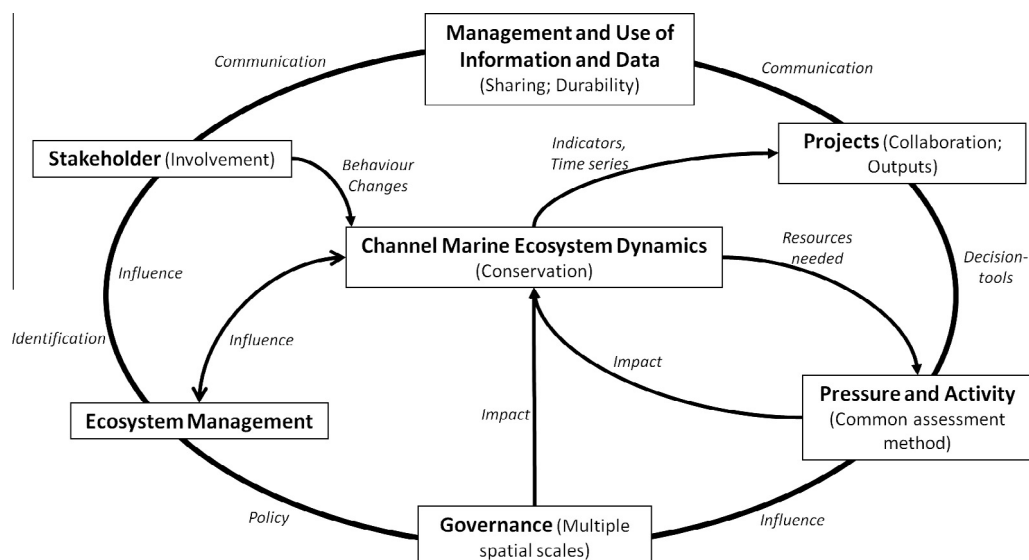 Management and Use of
Information and Data
(Sharing; Durability)
Communication
Communication
Stakeholder (Involvement)
Behaviour
Changes
Indicators,
Time series
Projects (Collaboration;
Outputs)
Channel Marine Ecosystem Dynamics
(Conservation)
Resources
needed
Decision-
tools
Influence
Identification
Influence
Impact
Impact
Ecosystem Management
Pressure and Activity
(Common assessment
method)
Policy
Governance (Multiple
spatial scales)
Influence